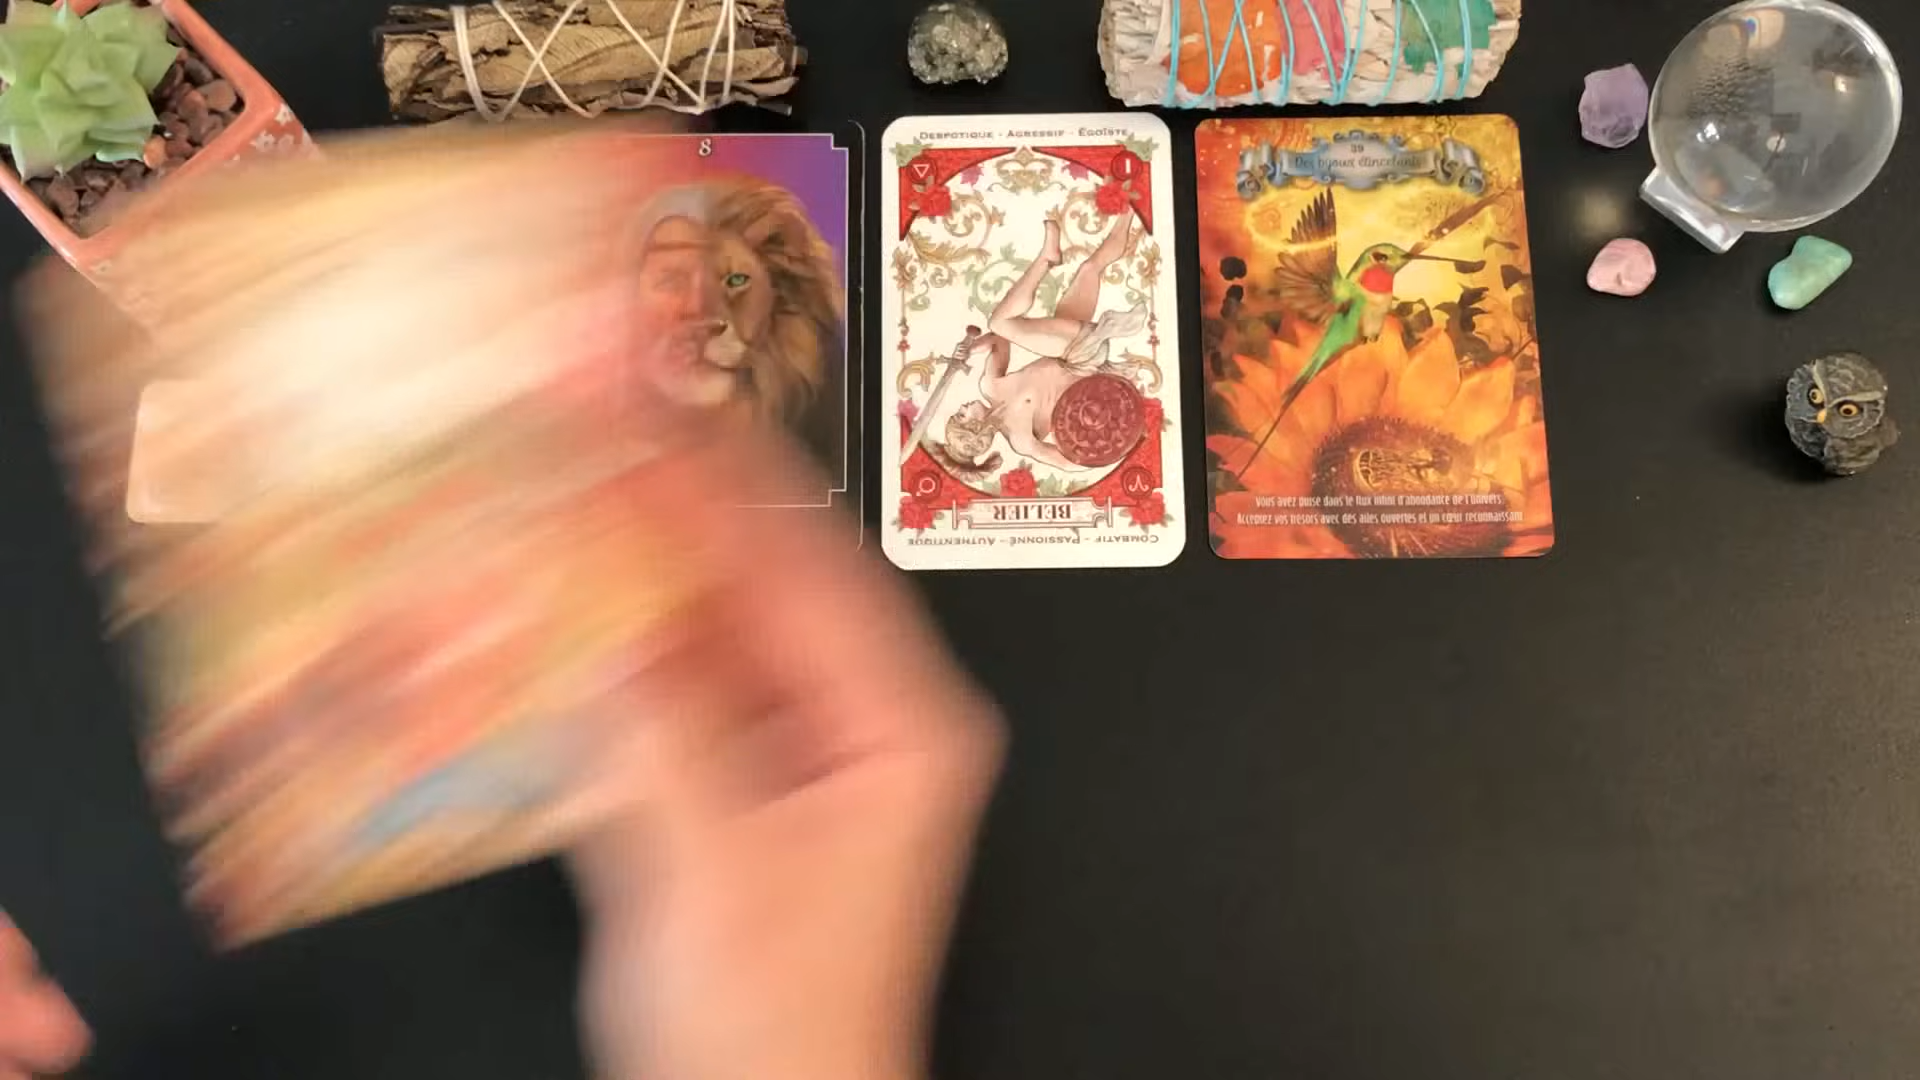 8
DESPOTIQUE - AGRESSIF - ÉGOÏSTE
BÉLIER
COMBATIF - PASSIONNÉ - AUTHENTIQUE
39
Des bijoux étincelants
Vous avez puisé dans le flux infini d'abondance de l'univers.
Acceptez vos trésors avec des ailes ouvertes et un cœur reconnaissant